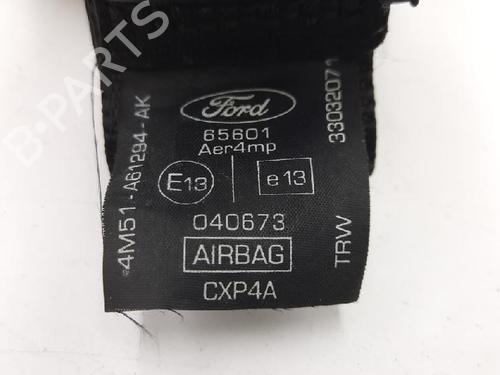 Ford
65601
Aer4mp
E13
e13
040673
AIRBAG
CXP4A
4M51-A61294-AK
33032071
TRW
B-PARTS